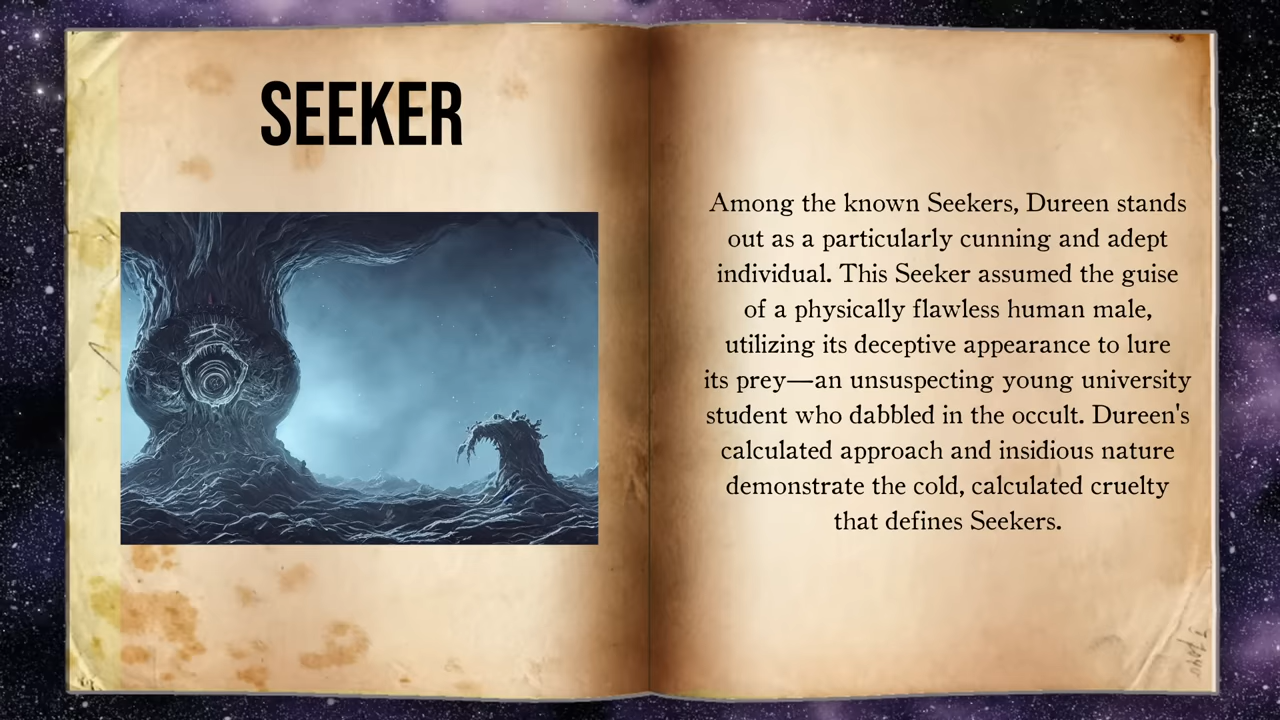 SEEKER
Among the known Seekers, Dureen stands
out as a particularly cunning and adept
individual. This Seeker assumed the guise
of a physically flawless human male,
utilizing its deceptive appearance to lure
its prey—an unsuspecting young university
student who dabbled in the occult. Dureen's
calculated approach and insidious nature
demonstrate the cold, calculated cruelty
that defines Seekers.